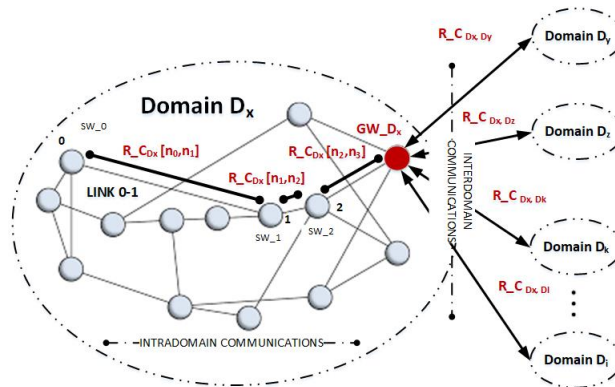 R_C Dx, Dy
Domain Dy
SW_0
Domain Dx
GW_Dx
0
R_CDx [n0,n1]
R_CDx [n2,n3]
R_C Dx, Dz
Domain Dz
LINK 0-1
R_CDx [n1,n2]
INTERDOMAIN
COMMUNICATIONS
R_C Dx, Dk
1
2
SW_1
SW_2
Domain Dk
R_C Dx, Di
INTRADOMAIN COMMUNICATIONS
Domain Di